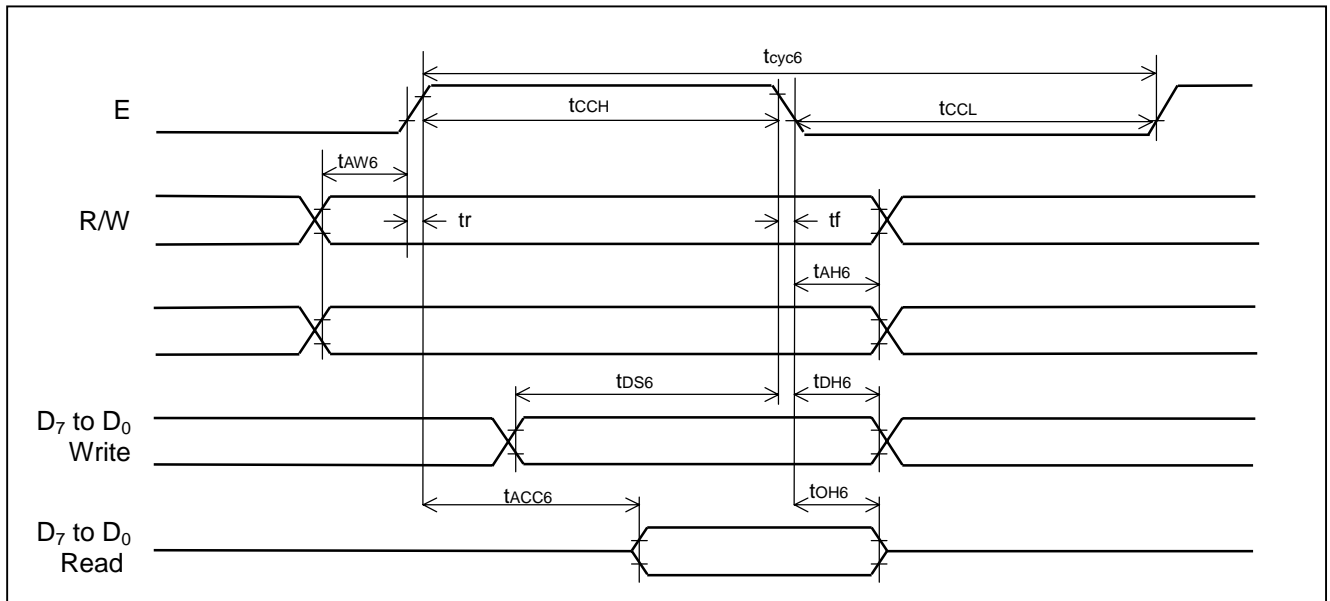 tcyc6
E
tCCH
tCCL
tAW6
R/W
tr
tf
tAH6
tDS6
tDH6
D₇ to D₀
Write
tACC6
tOH6
D₇ to D₀
Read